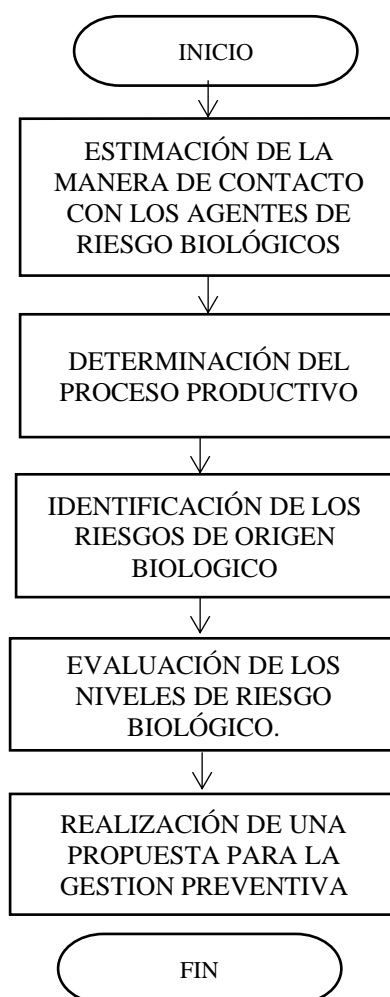 INICIO
ESTIMACIÓN DE LA
MANERA DE CONTACTO
CON LOS AGENTES DE
RIESGO BIOLÓGICOS
DETERMINACIÓN DEL
PROCESO PRODUCTIVO
IDENTIFICACIÓN DE LOS
RIESGOS DE ORIGEN
BIOLOGICO
EVALUACIÓN DE LOS
NIVELES DE RIESGO
BIOLÓGICO.
REALIZACIÓN DE UNA
PROPUESTA PARA LA
GESTION PREVENTIVA
FIN